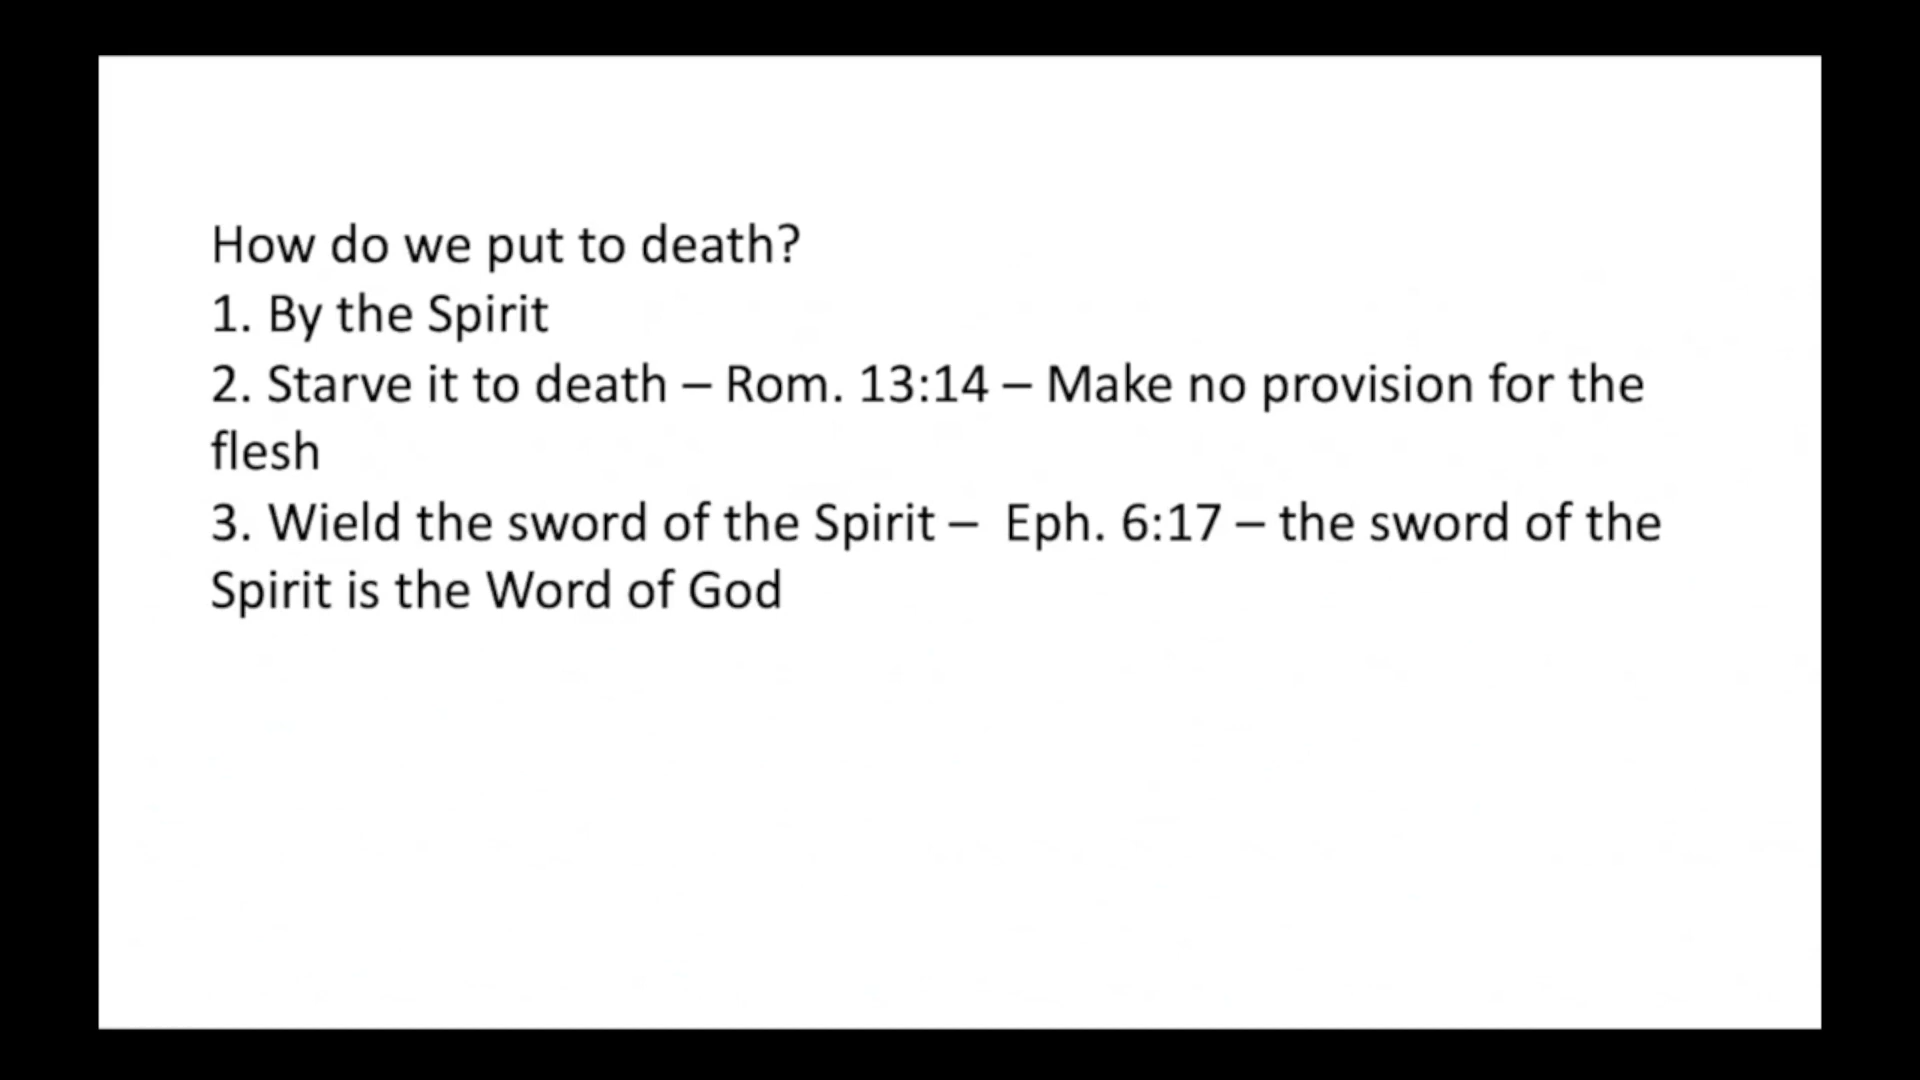 How do we put to death?
1. By the Spirit
2. Starve it to death – Rom. 13:14 – Make no provision for the
flesh
3. Wield the sword of the Spirit –  Eph. 6:17 – the sword of the
Spirit is the Word of God